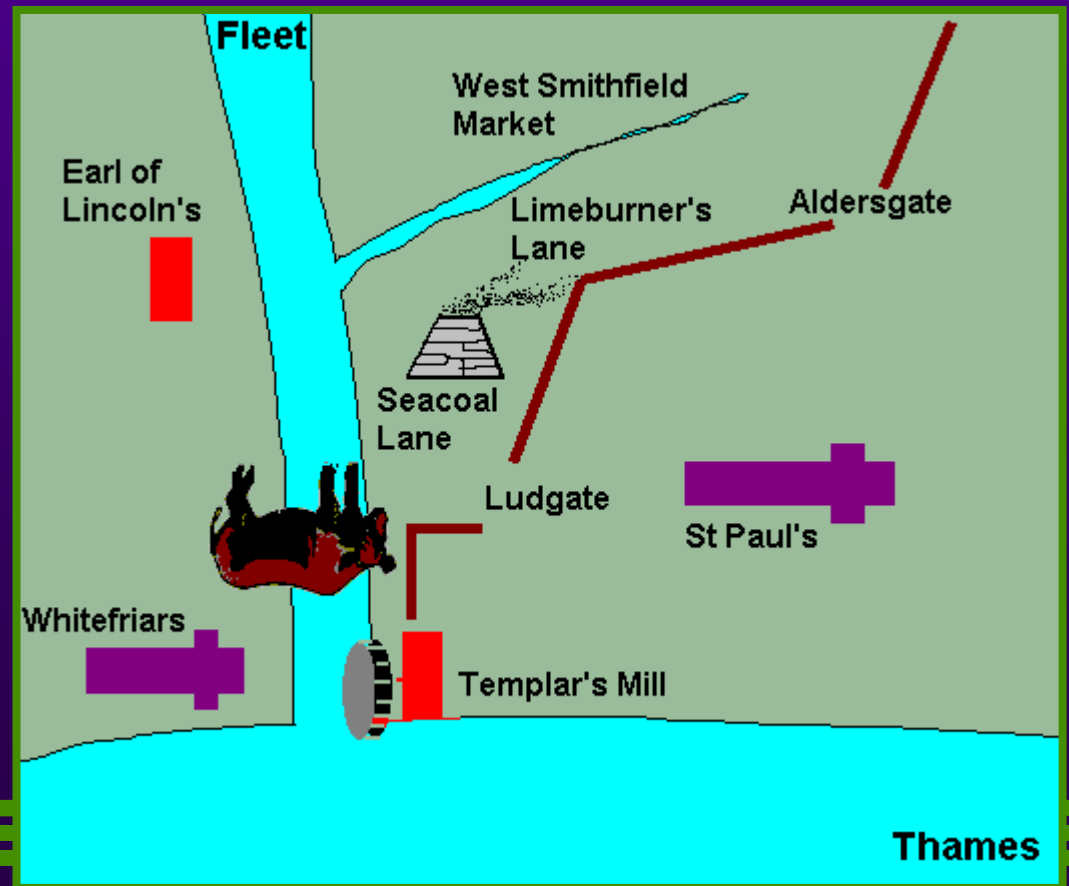 Fleet
West Smithfield
Market
Earl of
Lincoln's
Limeburner's
Lane
Aldersgate
Seacoal
Lane
Ludgate
St Paul's
Whitefriars
Templar's Mill
Thames